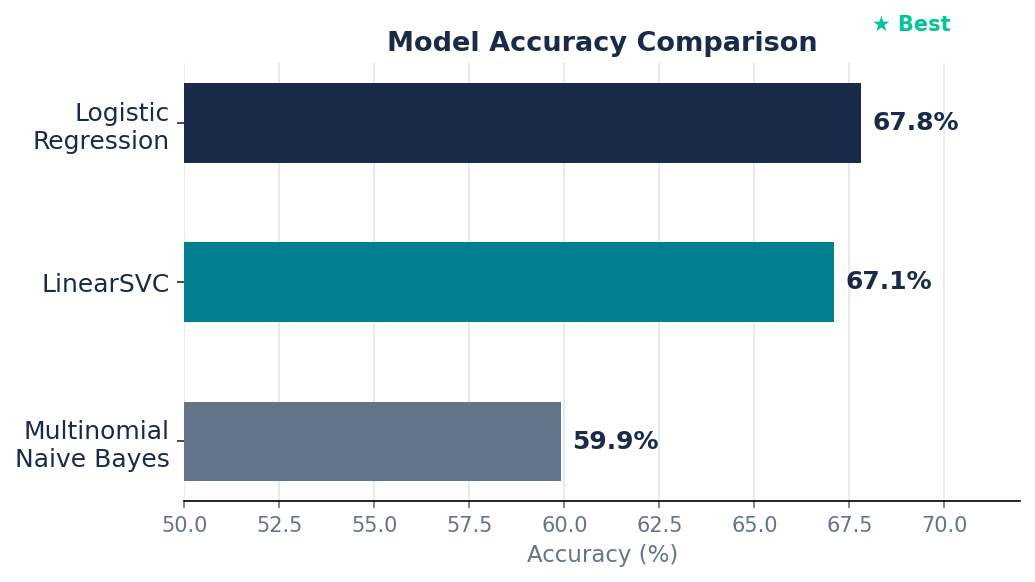 ★ Best
Model Accuracy Comparison
Logistic
Regression
67.8%
LinearSVC
67.1%
Multinomial
Naive Bayes
59.9%
50.0 52.5 55.0 57.5 60.0 62.5 65.0 67.5 70.0
Accuracy (%)